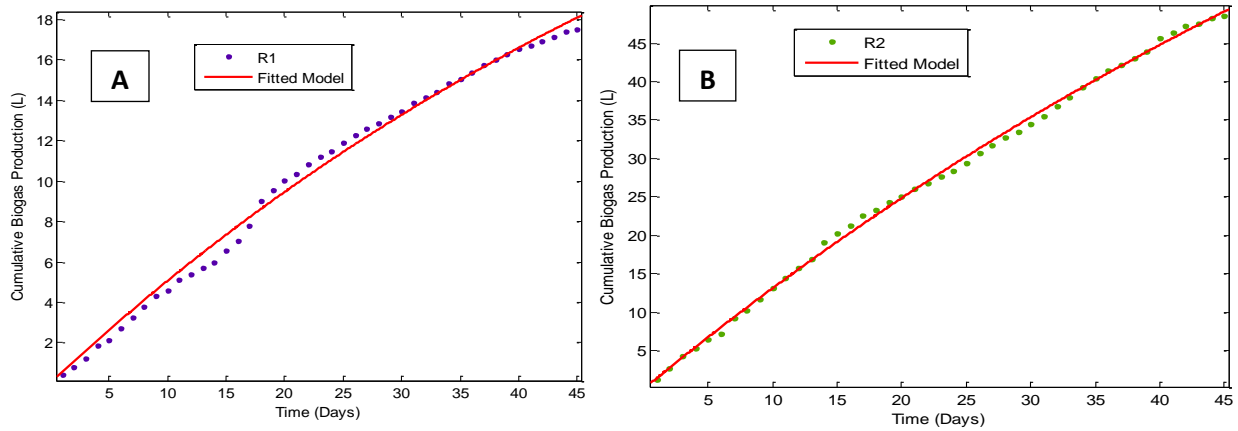 A
R1
Fitted Model
Cumulative Biogas Production (L)
18
16
14
12
10
8
6
4
2
5 10 15 20 25 30 35 40 45
Time (Days)
B
R2
Fitted Model
Cumulative Biogas Production (L)
45
40
35
30
25
20
15
10
5
5 10 15 20 25 30 35 40 45
Time (Days)